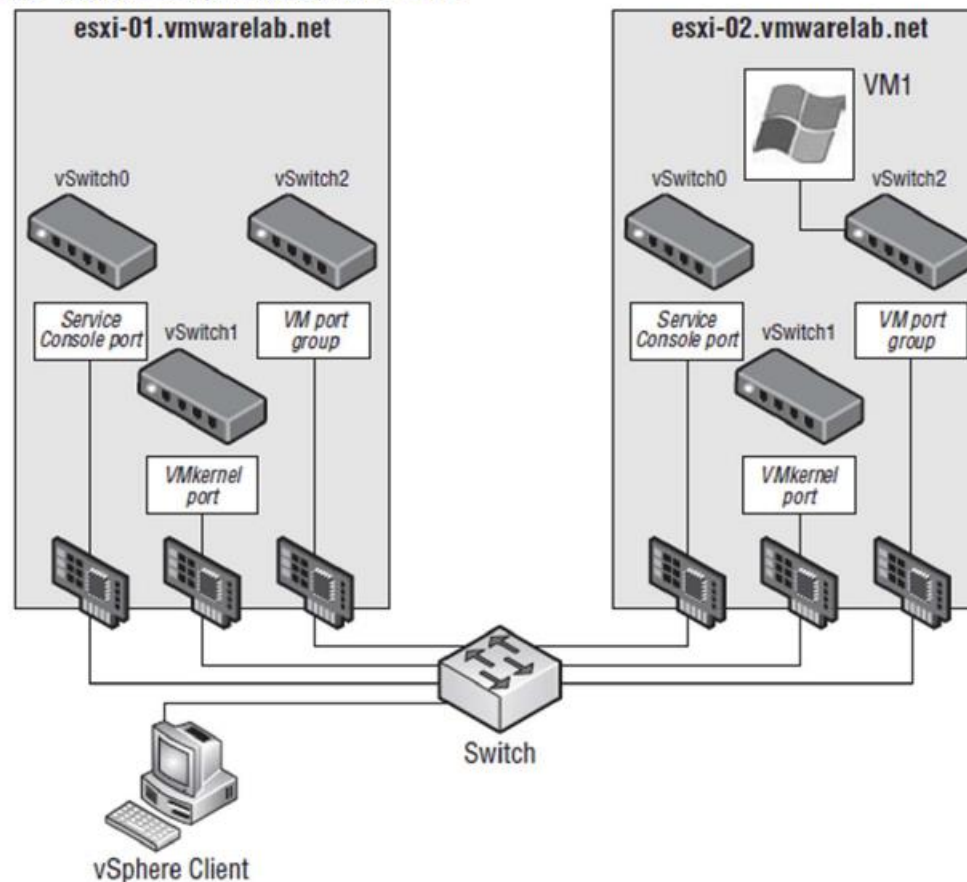 esxi-01.vmwarelab.net
vSwitch0
vSwitch2
Service
Console port
vSwitch1
VM port
group
VMkernel
port
esxi-02.vmwarelab.net
VM1
vSwitch0
vSwitch2
Service
Console port
vSwitch1
VM port
group
VMkernel
port
Switch
vSphere Client